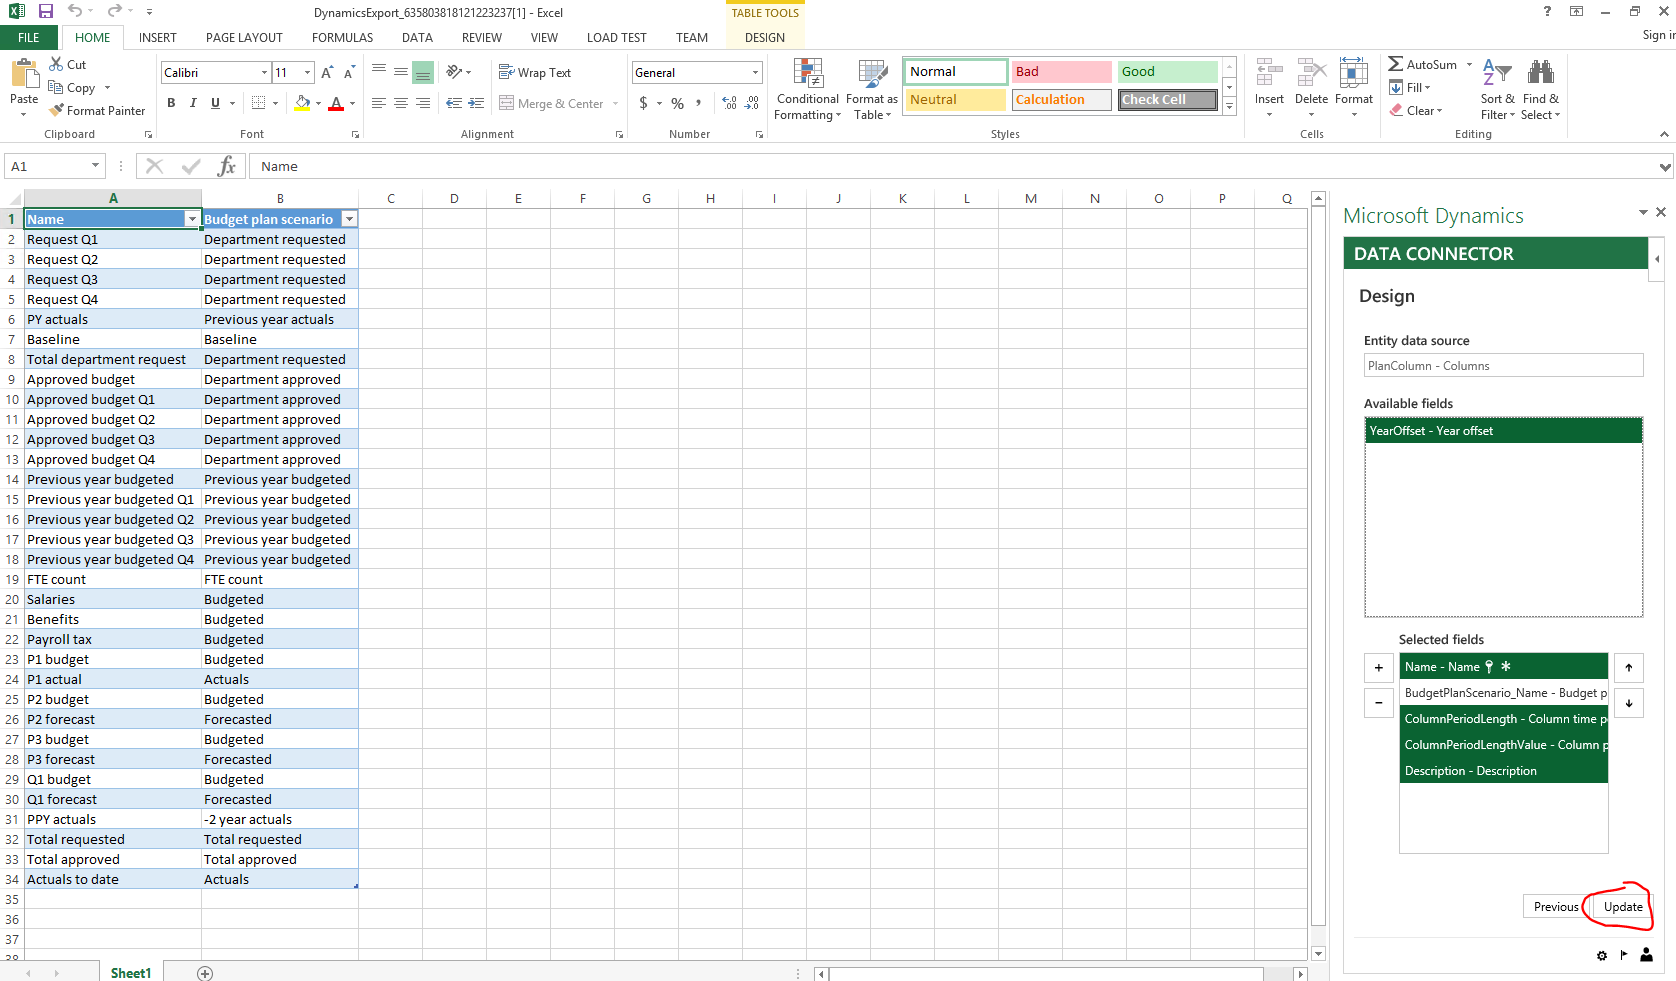 DynamicsExport_635803818121223237[1] - Excel
TABLE TOOLS
?
FILE HOME INSERT PAGE LAYOUT FORMULAS DATA REVIEW VIEW LOAD TEST TEAM DESIGN
Sign in
Paste
Cut
Copy
Format Painter
Clipboard
Calibri 11
B I U
Font
Wrap Text
Merge & Center
Alignment
General
$ % ,
Number
Conditional Formatting
Format as Table
Normal Bad Good
Neutral Calculation Check Cell
Styles
Insert Delete Format
Cells
AutoSum
Fill
Clear
Sort & Filter
Find & Select
Editing
A1 fx Name
A B C D E F G H I J K L M N O P Q
1 Name Budget plan scenario
2 Request Q1 Department requested
3 Request Q2 Department requested
4 Request Q3 Department requested
5 Request Q4 Department requested
6 PY actuals Previous year actuals
7 Baseline Baseline
8 Total department request Department requested
9 Approved budget Department approved
10 Approved budget Q1 Department approved
11 Approved budget Q2 Department approved
12 Approved budget Q3 Department approved
13 Approved budget Q4 Department approved
14 Previous year budgeted Previous year budgeted
15 Previous year budgeted Q1 Previous year budgeted
16 Previous year budgeted Q2 Previous year budgeted
17 Previous year budgeted Q3 Previous year budgeted
18 Previous year budgeted Q4 Previous year budgeted
19 FTE count FTE count
20 Salaries Budgeted
21 Benefits Budgeted
22 Payroll tax Budgeted
23 P1 budget Budgeted
24 P1 actual Actuals
25 P2 budget Budgeted
26 P2 forecast Forecasted
27 P3 budget Budgeted
28 P3 forecast Forecasted
29 Q1 budget Budgeted
30 Q1 forecast Forecasted
31 PPY actuals -2 year actuals
32 Total requested Total requested
33 Total approved Total approved
34 Actuals to date Actuals
35
36
37
38
Sheet1
Microsoft Dynamics
DATA CONNECTOR
Design
Entity data source
PlanColumn - Columns
Available fields
YearOffset - Year offset
Selected fields
Name - Name
BudgetPlanScenario_Name - Budget p
ColumnPeriodLength - Column time p
ColumnPeriodLengthValue - Column p
Description - Description
Previous Update